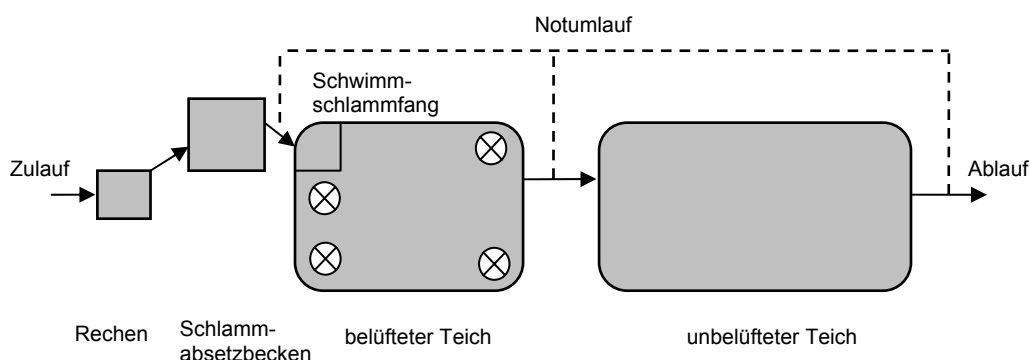 Notumlauf
Schwimm-
schlammfang
Zulauf
Ablauf
Rechen
Schlamm-
absetzbecken
belüfteter Teich
unbelüfteter Teich